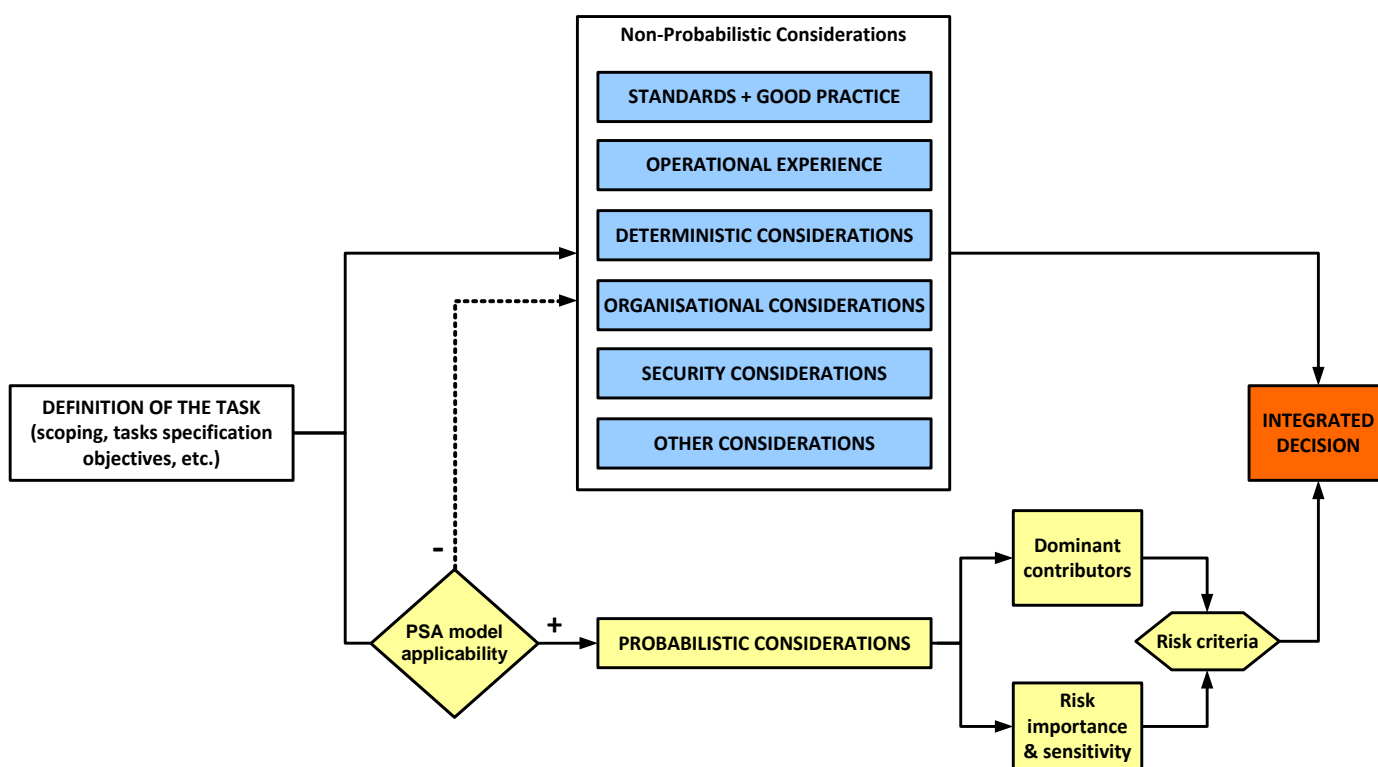 Non-Probabilistic Considerations
STANDARDS + GOOD PRACTICE
OPERATIONAL EXPERIENCE
DETERMINISTIC CONSIDERATIONS
ORGANISATIONAL CONSIDERATIONS
SECURITY CONSIDERATIONS
OTHER CONSIDERATIONS
DEFINITION OF THE TASK
(scoping, tasks specification
objectives, etc.)
INTEGRATED
DECISION
-
+
PSA model
applicability
PROBABILISTIC CONSIDERATIONS
Dominant
contributors
Risk criteria
Risk
importance
& sensitivity